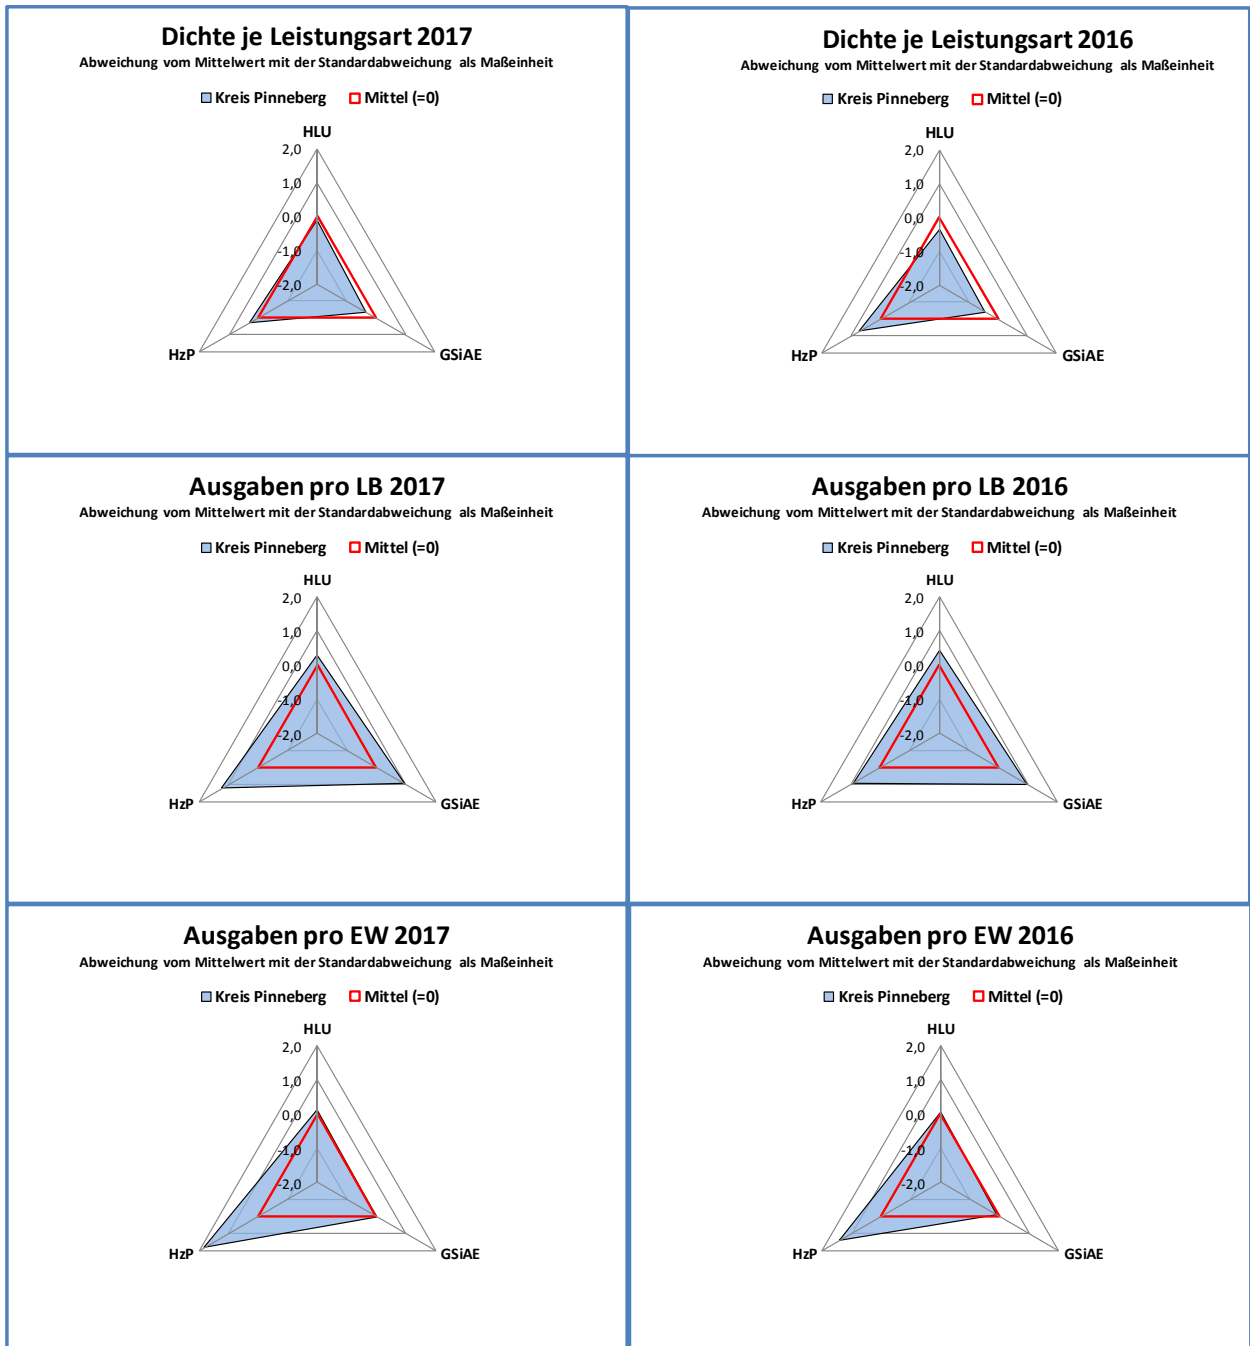 Dichte je Leistungsart 2017
Abweichung vom Mittelwert mit der Standardabweichung als Maßeinheit
Kreis Pinneberg Mittel (=0)
HLU
2,0
1,0
0,0
-1,0
-2,0
HzP
GSiAE
Dichte je Leistungsart 2016
Abweichung vom Mittelwert mit der Standardabweichung als Maßeinheit
Kreis Pinneberg Mittel (=0)
HLU
2,0
1,0
0,0
-1,0
-2,0
HzP
GSiAE
Ausgaben pro LB 2017
Abweichung vom Mittelwert mit der Standardabweichung als Maßeinheit
Kreis Pinneberg Mittel (=0)
HLU
2,0
1,0
0,0
-1,0
-2,0
HzP
GSiAE
Ausgaben pro LB 2016
Abweichung vom Mittelwert mit der Standardabweichung als Maßeinheit
Kreis Pinneberg Mittel (=0)
HLU
2,0
1,0
0,0
-1,0
-2,0
HzP
GSiAE
Ausgaben pro EW 2017
Abweichung vom Mittelwert mit der Standardabweichung als Maßeinheit
Kreis Pinneberg Mittel (=0)
HLU
2,0
1,0
0,0
-1,0
-2,0
HzP
GSiAE
Ausgaben pro EW 2016
Abweichung vom Mittelwert mit der Standardabweichung als Maßeinheit
Kreis Pinneberg Mittel (=0)
HLU
2,0
1,0
0,0
-1,0
-2,0
HzP
GSiAE